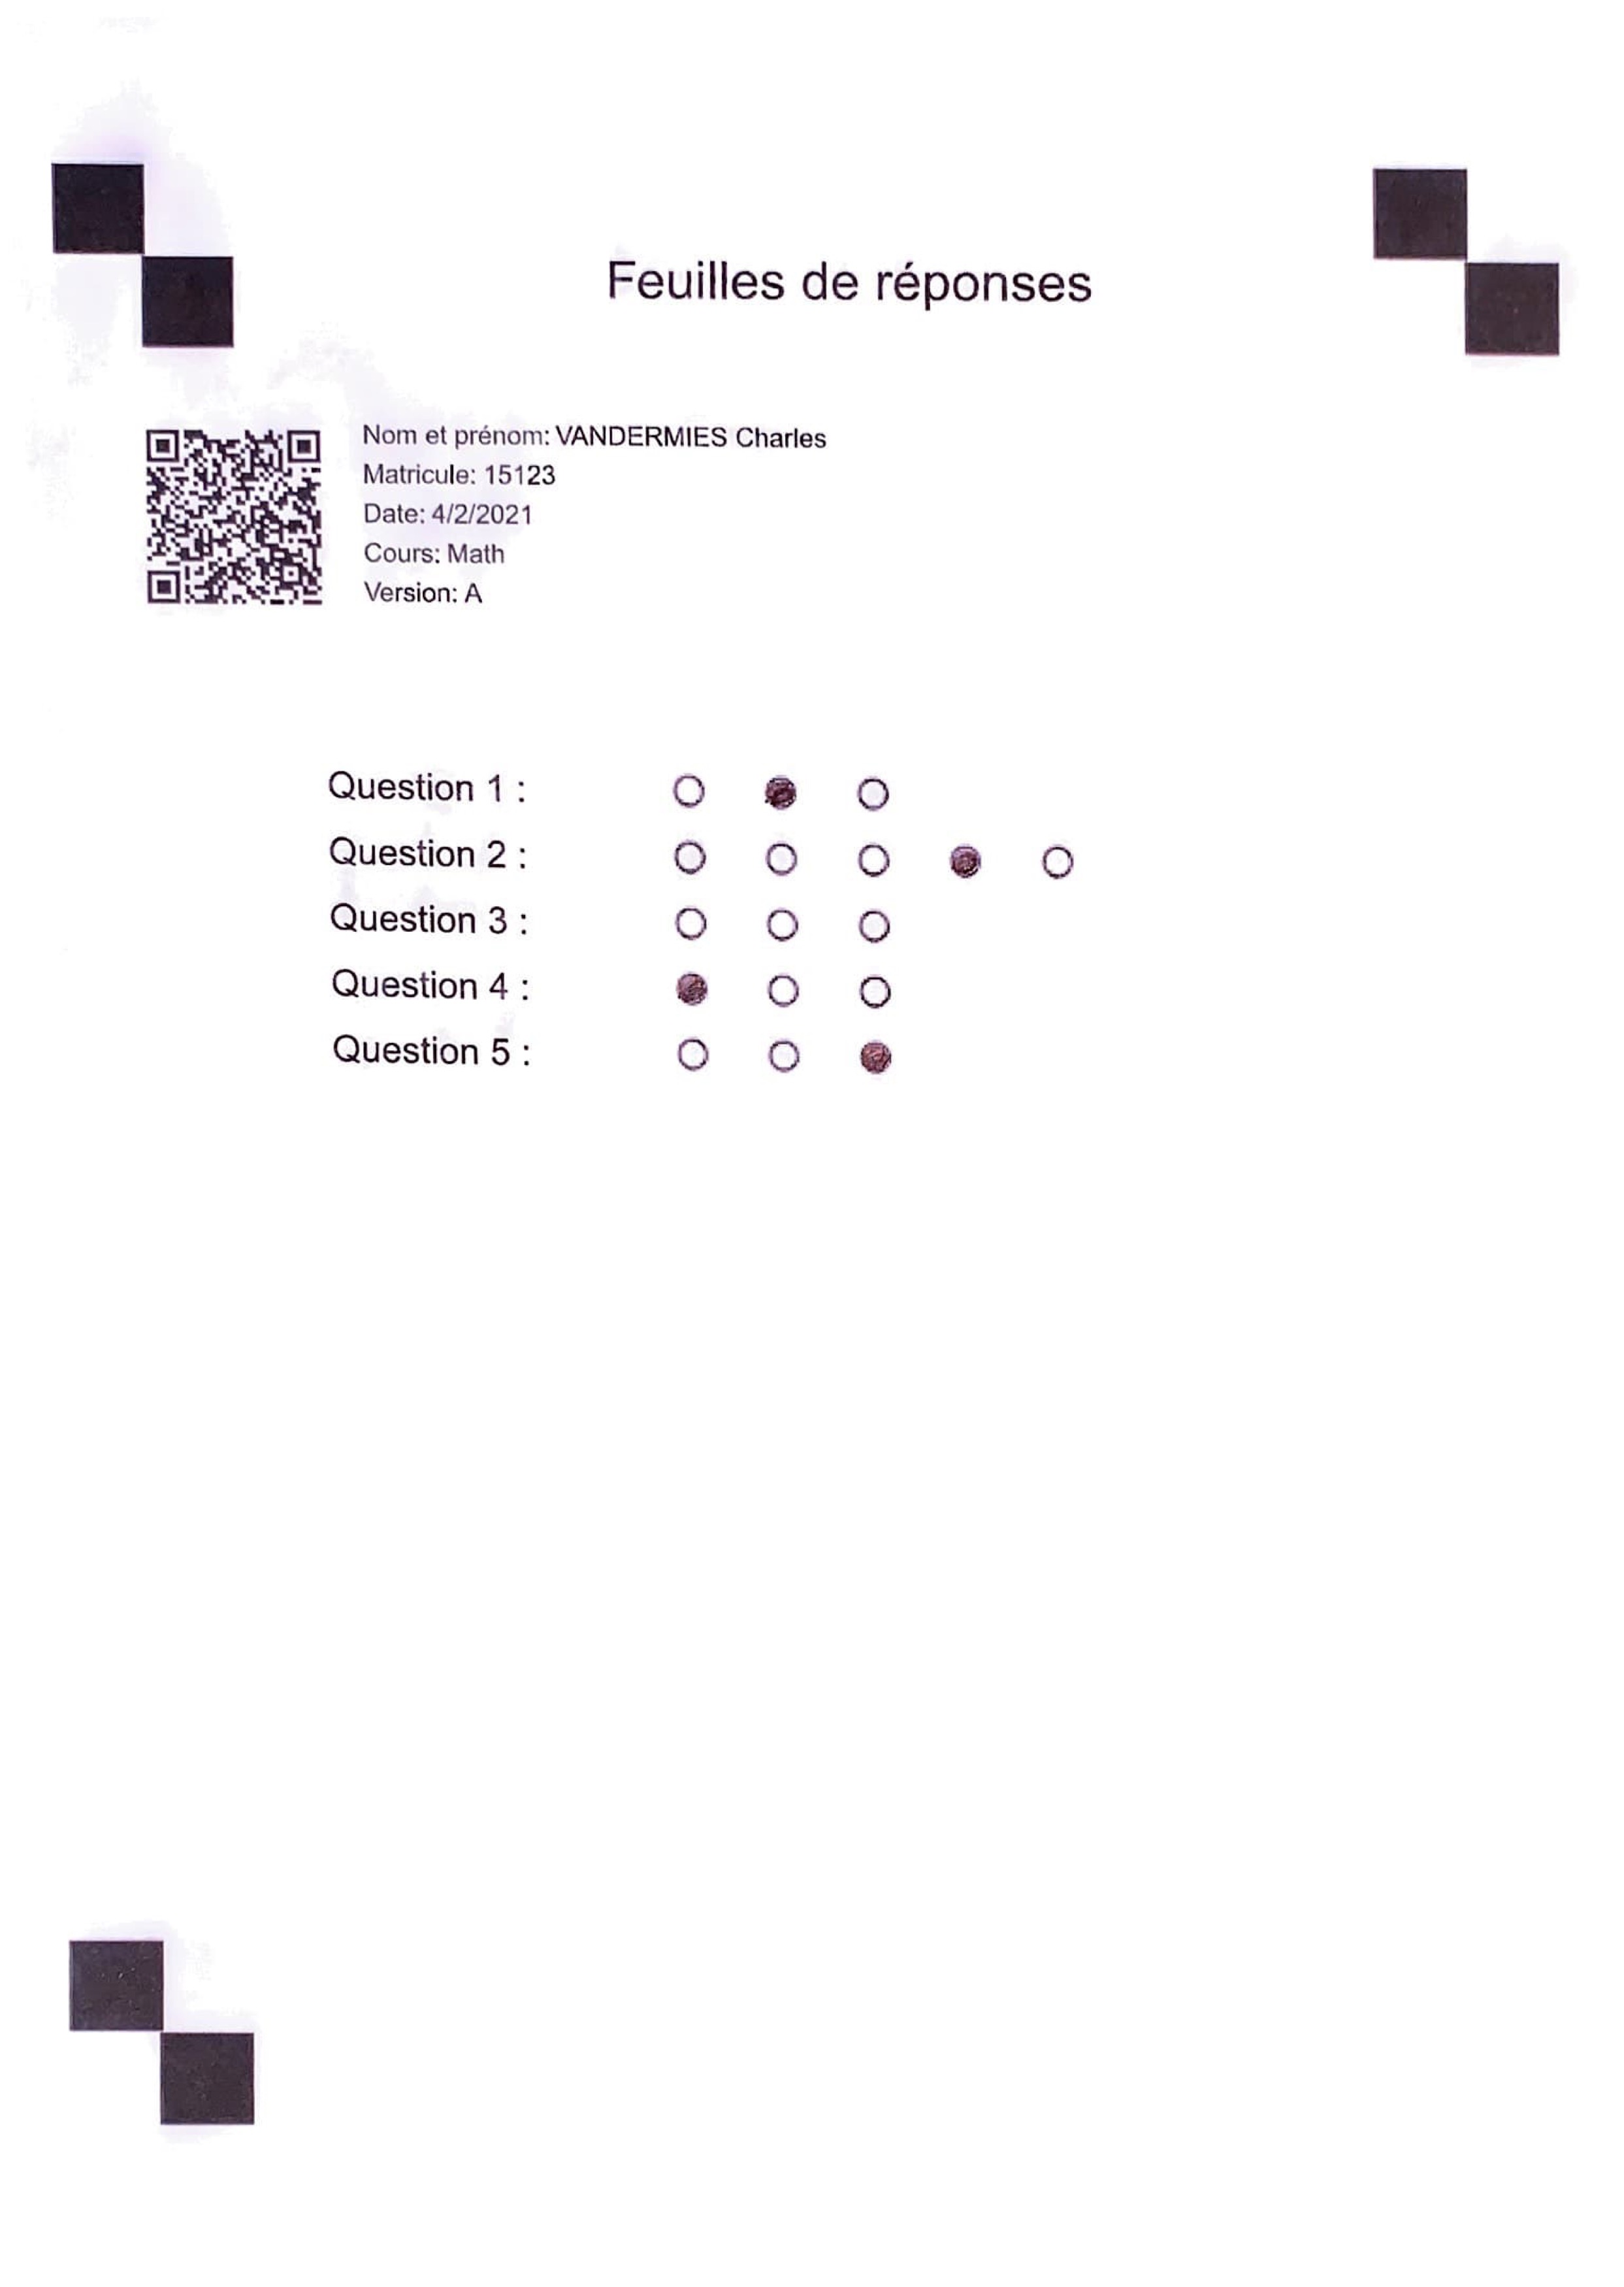 Feuilles de réponses
Nom et prénom: VANDERMIES Charles
Matricule: 15123
Date: 4/2/2021
Cours: Math
Version: A
Question 1 :
Question 2 :
Question 3 :
Question 4 :
Question 5 :